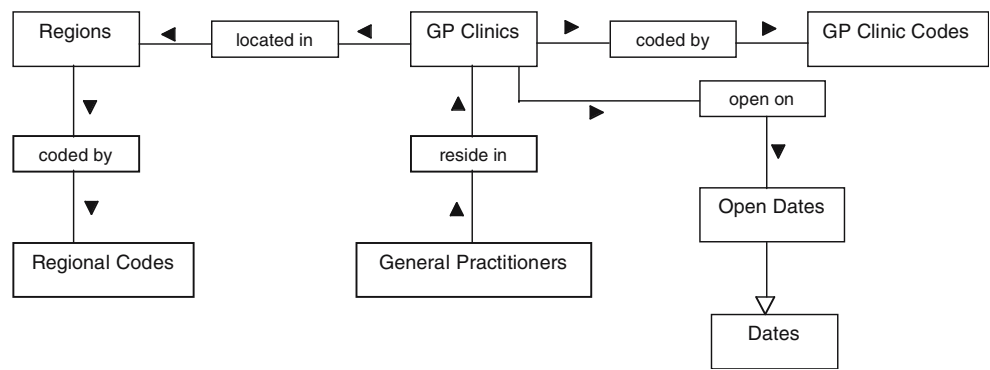 Regions
located in
GP Clinics
coded by
GP Clinic Codes
open on
coded by
reside in
Open Dates
Regional Codes
General Practitioners
Dates